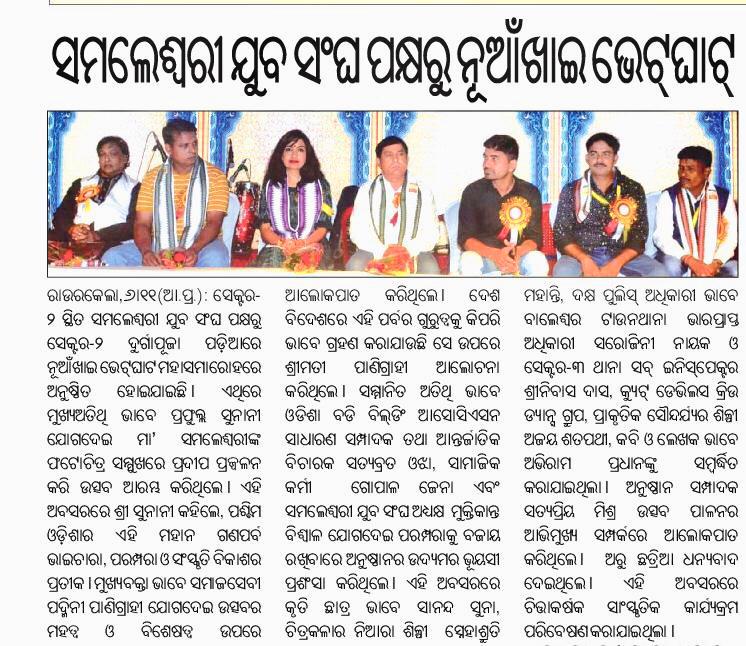 ସମଲେଶ୍ୱରୀ ଯୁବ ସଂଘ ପକ୍ଷରୁ ନୂଆଁଖାଇ ଭେଟ୍‌ଘାଟ୍
ରାଉରକେଲା,୬ା୧୧(ଆ.ପ୍ର.): ସେକ୍ଟର-
୨ ସ୍ଥିତ ସମଲେଶ୍ୱରୀ ଯୁବ ସଂଘ ପକ୍ଷରୁ
ସେକ୍ଟର-୨ ଦୁର୍ଗାପୂଜା ପଡ଼ିଆରେ
ନୂଆଁଖାଇ ଭେଟ୍‌ଘାଟ ମହାସମାରୋହରେ
ଅନୁଷ୍ଠିତ ହୋଇଯାଇଛି। ଏଥିରେ
ମୁଖ୍ୟଅତିଥି ଭାବେ ପ୍ରଫୁଲ୍ଲ ସୁନାନୀ
ଯୋଗଦେଇ ମା' ସମଲେଶ୍ୱରୀଙ୍କ
ଫଟୋଚିତ୍ର ସମ୍ମୁଖରେ ପ୍ରଦୀପ ପ୍ରଜ୍ଜ୍ୱଳନ
କରି ଉତ୍ସବ ଆରମ୍ଭ କରିଥିଲେ। ଏହି
ଅବସରରେ ଶ୍ରୀ ସୁନାନୀ କହିଲେ, ପଶ୍ଚିମ
ଓଡ଼ିଶାର ଏହି ମହାନ ଗଣପର୍ବ
ଭାଇଚାରା, ପରମ୍ପରା ଓ ସଂସ୍କୃତି ବିକାଶର
ପ୍ରତୀକ। ମୁଖ୍ୟବକ୍ତା ଭାବେ ସମାଜସେବୀ
ପଦ୍ମିନୀ ପାଣିଗ୍ରାହୀ ଯୋଗଦେଇ ଉତ୍ସବର
ମହତ୍ୱ ଓ ବିଶେଷତ୍ୱ ଉପରେ
ଆଲୋକପାତ କରିଥିଲେ। ଦେଶ
ବିଦେଶରେ ଏହି ପର୍ବର ଗୁରୁତ୍ୱକୁ କିପରି
ଭାବେ ଗ୍ରହଣ କରାଯାଉଛି ସେ ଉପରେ
ଶ୍ରୀମତୀ ପାଣିଗ୍ରାହୀ ଆଲୋଚନା
କରିଥିଲେ। ସମ୍ମାନିତ ଅତିଥି ଭାବେ
ଓଡିଶା ବଡି ବିଲ୍‌ଡିଂ ଆସୋସିଏସନ
ସାଧାରଣ ସମ୍ପାଦକ ତଥା ଆନ୍ତର୍ଜାତିକ
ବିଚାରକ ସତ୍ୟବ୍ରତ ଓଝା, ସାମାଜିକ
କର୍ମୀ ଗୋପାଳ ଜେନା ଏବଂ
ସମଲେଶ୍ୱରୀ ଯୁବ ସଂଘ ଅଧକ୍ଷ ମୁକ୍ତିକାନ୍ତ
ବିଶ୍ୱାଳ ଯୋଗଦେଇ ପରମ୍ପରାକୁ ବଜାୟ
ରଖିବାରେ ଅନୁଷ୍ଠାନର ଉଦ୍ୟମର ଭୂୟସୀ
ପ୍ରଶଂସା କରିଥିଲେ। ଏହି ଅବସରରେ
କୃତି ଛାତ୍ର ଭାବେ ସାନନ୍ଦ ସୁନା,
ଚିତ୍ରକଳାର ନିଆରା ଶିଳ୍ପୀ ସ୍ନେହାଶ୍ରୁତି
ମହାନ୍ତି, ଦକ୍ଷ ପୁଲିସ୍ ଅଧିକାରୀ ଭାବେ
ବାଲେଶ୍ୱର ଟାଉନଥାନା ଭାରପ୍ରାପ୍ତ
ଅଧିକାରୀ ସରୋଜିନୀ ନାୟକ ଓ
ସେକ୍ଟର-୩ ଥାନା ସବ୍ ଇନିସ୍ପେକ୍ଟର
ଶ୍ରୀନିବାସ ଦାସ, କ୍ୟୁଟ୍ ଡେଭିଲସ କ୍ରିଉ
ଡ୍ୟାନ୍ସ ଗ୍ରୁପ, ପ୍ରାକୃତିକ ସୌନ୍ଦର୍ଯ୍ୟର ଶିଳ୍ପୀ
ଅଜୟ ଶତପଥୀ, କବି ଓ ଲେଖକ ଭାବେ
ଅଭିରାମ ପ୍ରଧାନଙ୍କୁ ସମ୍ବର୍ଦ୍ଧିତ
କରାଯାଇଥିଲା। ଅନୁଷ୍ଠାନ ସମ୍ପାଦକ
ସତ୍ୟପ୍ରିୟ ମିଶ୍ର ଉତ୍ସବ ପାଳନର
ଆଭିମୁଖ୍ୟ ସମ୍ପର୍କରେ ଆଲୋକପାତ
କରିଥିଲେ। ଅରୁ ଛତ୍ରିଆ ଧନ୍ୟବାଦ
ଦେଇଥିଲେ। ଏହି ଅବସରରେ
ଚିତ୍ତାକର୍ଷକ ସାଂସ୍କୃତିକ କାର୍ଯ୍ୟକ୍ରମ
ପରିବେଷଣ କରାଯାଇଥିଲା।